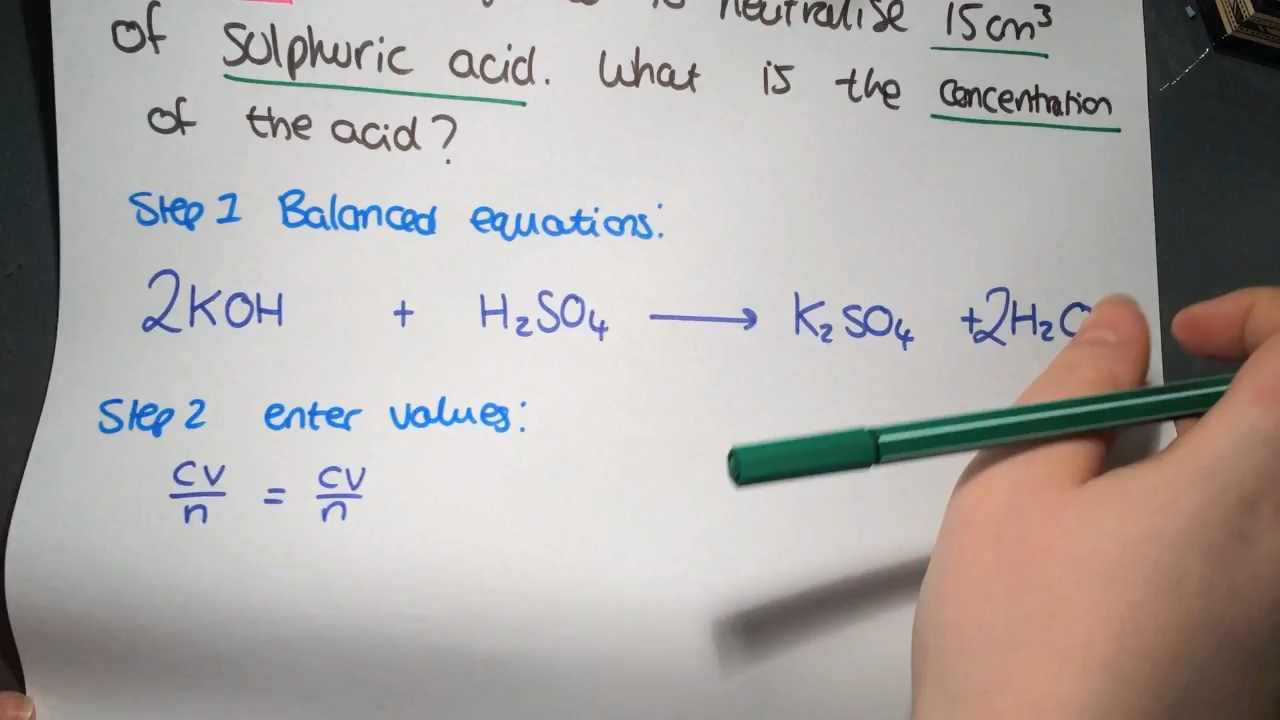 neutralise 15cm³
of sulphuric acid. What is the concentration
of the acid?
Step 1 Balanced equations:
2KOH + H₂SO₄ → K₂SO₄ +2H₂O
Step 2 enter values:
cv/n = cv/n